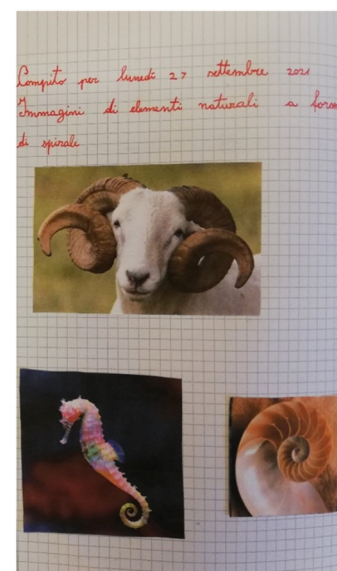 Compito per lunedì 27 settembre 2021
Immagini di elementi naturali a
di spirale